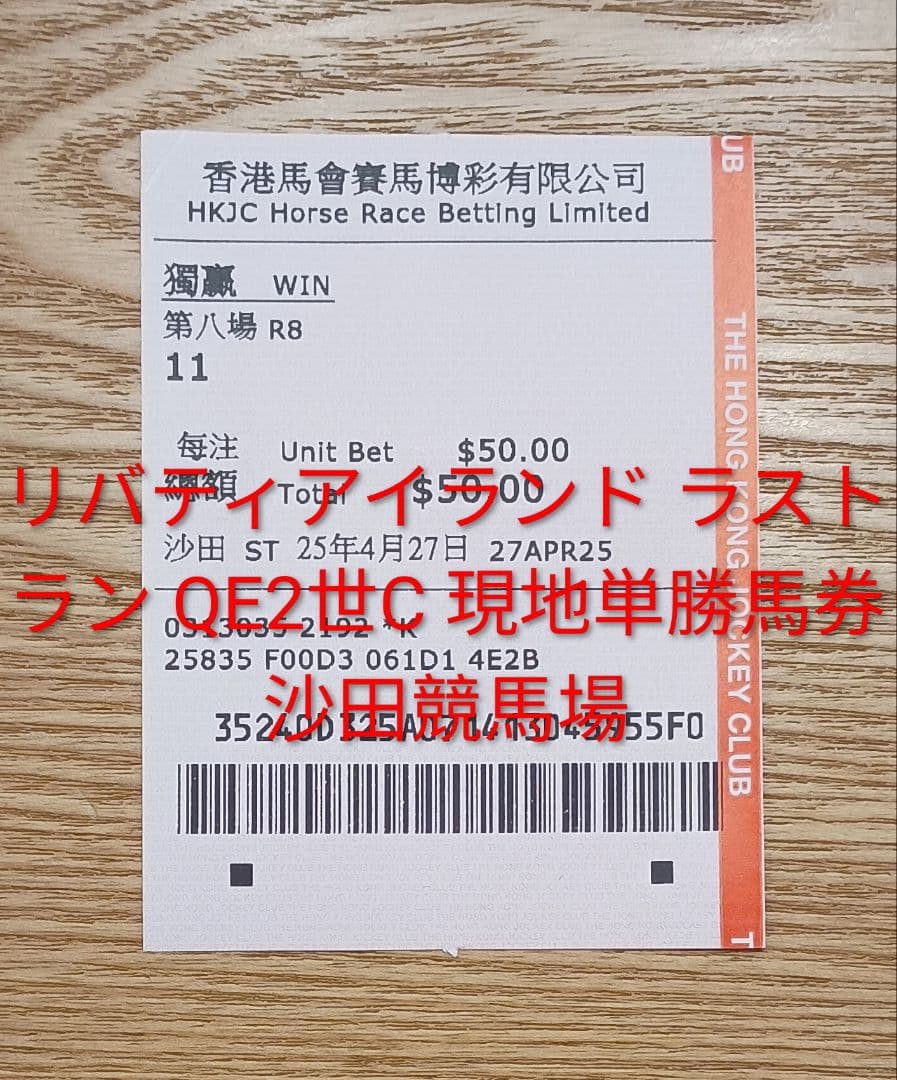 香港馬會賽馬博彩有限公司
HKJC Horse Race Betting Limited
獨贏 WIN
第八場 R8
11
每注 Unit Bet $50.00
總額 Total $50.00
リバティアイランド ラスト
ラン QE2世C 現地単勝馬券
沙田競馬場
沙田 ST 25年4月27日 27APR25
2192 *K
25835 F00D3 061D1 4E2B
UB
THE HONG KONG JOCKEY CLUB
T